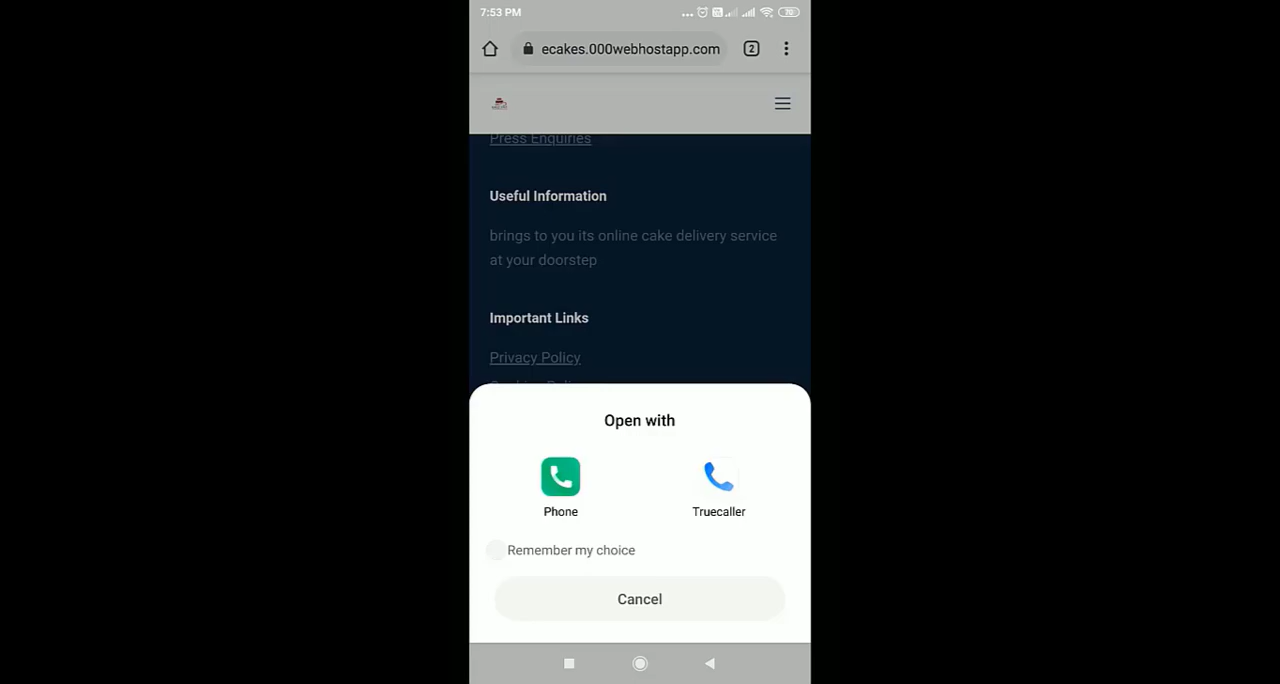 7:53 PM
70
ecakes.000webhostapp.com
2
Press Enquiries
Useful Information
brings to you its online cake delivery service
at your doorstep
Important Links
Privacy Policy
Open with
Phone
Truecaller
Remember my choice
Cancel